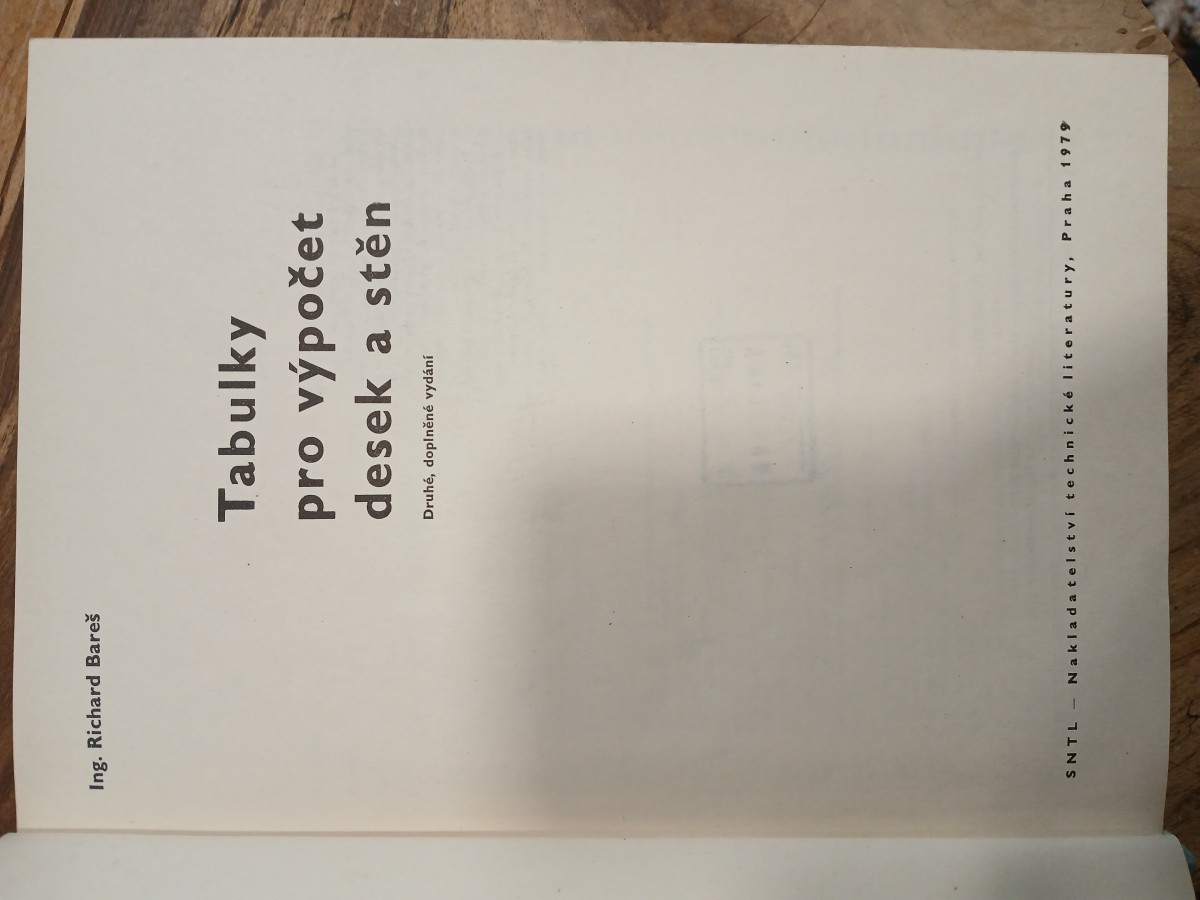 Ing. Richard Bareš
Tabulky
pro výpočet
desek a stěn
Druhé, doplněné vydání
SNTL — Nakladatelství technické literatury, Praha 1979